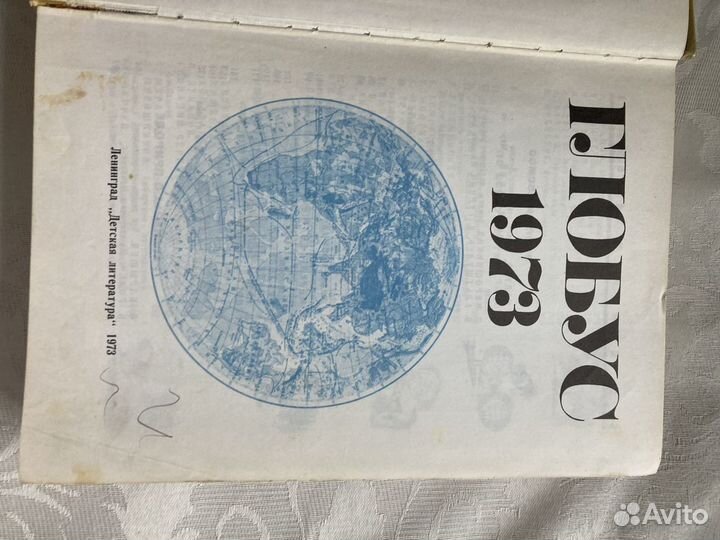 ГЛОБУС
1973
Ленинград „Детская литература“ 1973
Avito